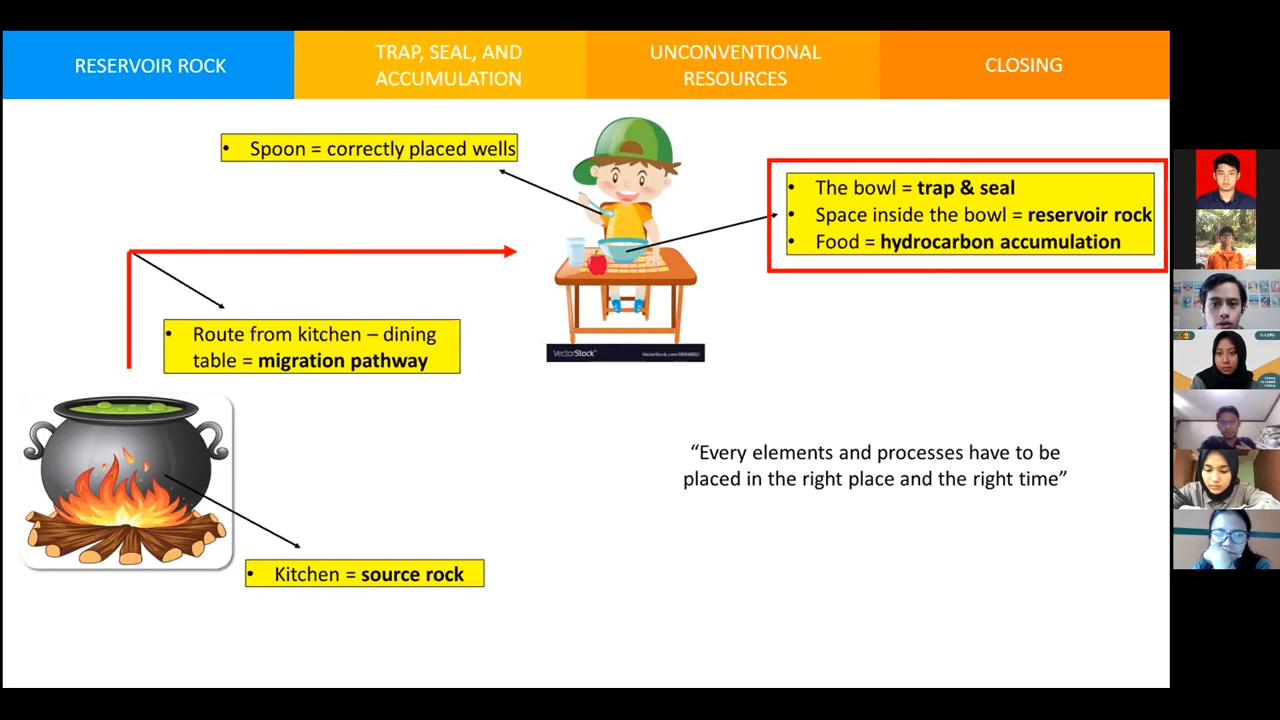 RESERVOIR ROCK
TRAP, SEAL, AND
ACCUMULATION
UNCONVENTIONAL
RESOURCES
CLOSING
• Spoon = correctly placed wells
• The bowl = trap & seal
• Space inside the bowl = reservoir rock
• Food = hydrocarbon accumulation
• Route from kitchen – dining
table = migration pathway
VectorStock
“Every elements and processes have to be
placed in the right place and the right time”
• Kitchen = source rock